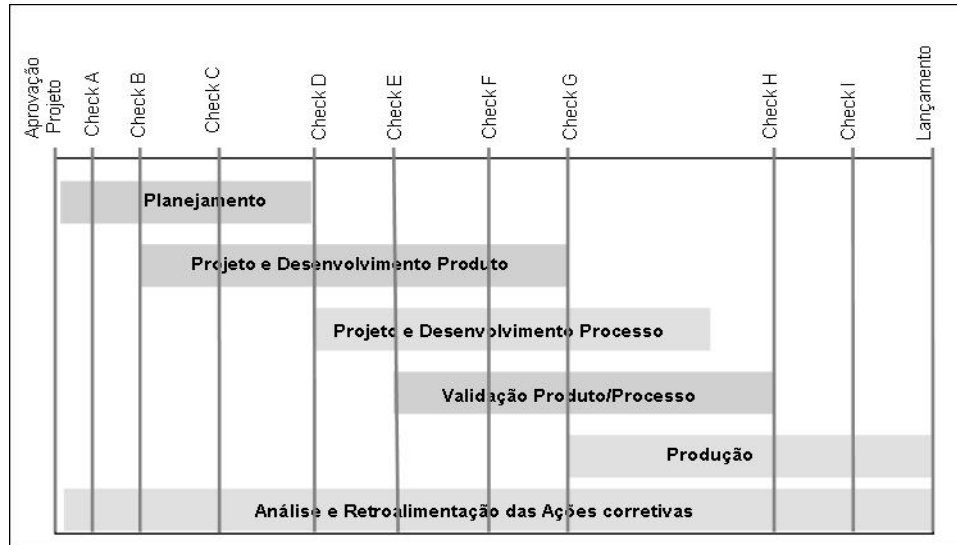 Aprovação
Projeto
Check A
Check B
Check C
Check D
Check E
Check F
Check G
Check H
Check I
Lançamento
Planejamento
Projeto e Desenvolvimento Produto
Projeto e Desenvolvimento Processo
Validação Produto/Processo
Produção
Análise e Retroalimentação das Ações corretivas